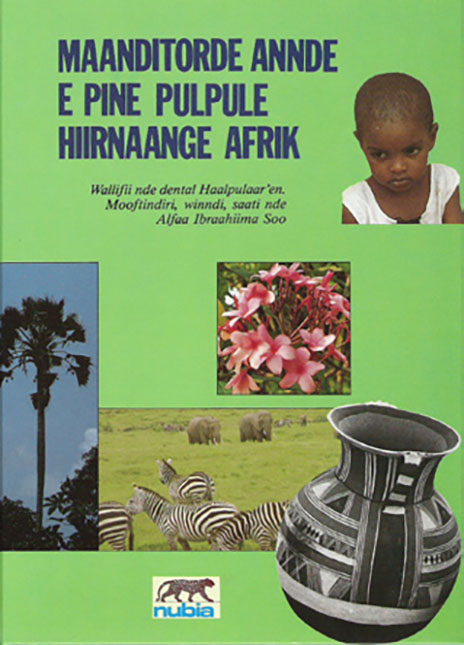 MAANDITORDE ANNDE
E PINE PULPULE
HIIRNAANGE AFRIK
Wallifii nde dental Haalpulaar'en.
Mooftindiri, winndi, saati nde
Alfaa Ibraahiima Soo
nubia